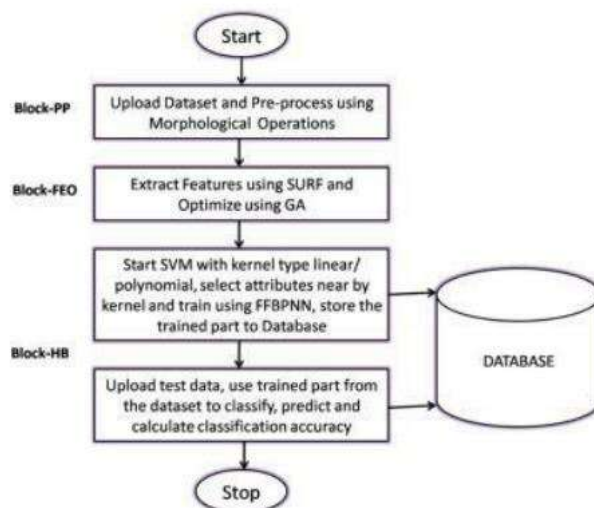 Start
Block-PP
Upload Dataset and Pre-process using
Morphological Operations
Block-FEO
Extract Features using SURF and
Optimize using GA
Start SVM with kernel type linear/
polynomial, select attributes near by
kernel and train using FFBPNN, store the
trained part to Database
Block-HB
DATABASE
Upload test data, use trained part from
the dataset to classify, predict and
calculate classification accuracy
Stop